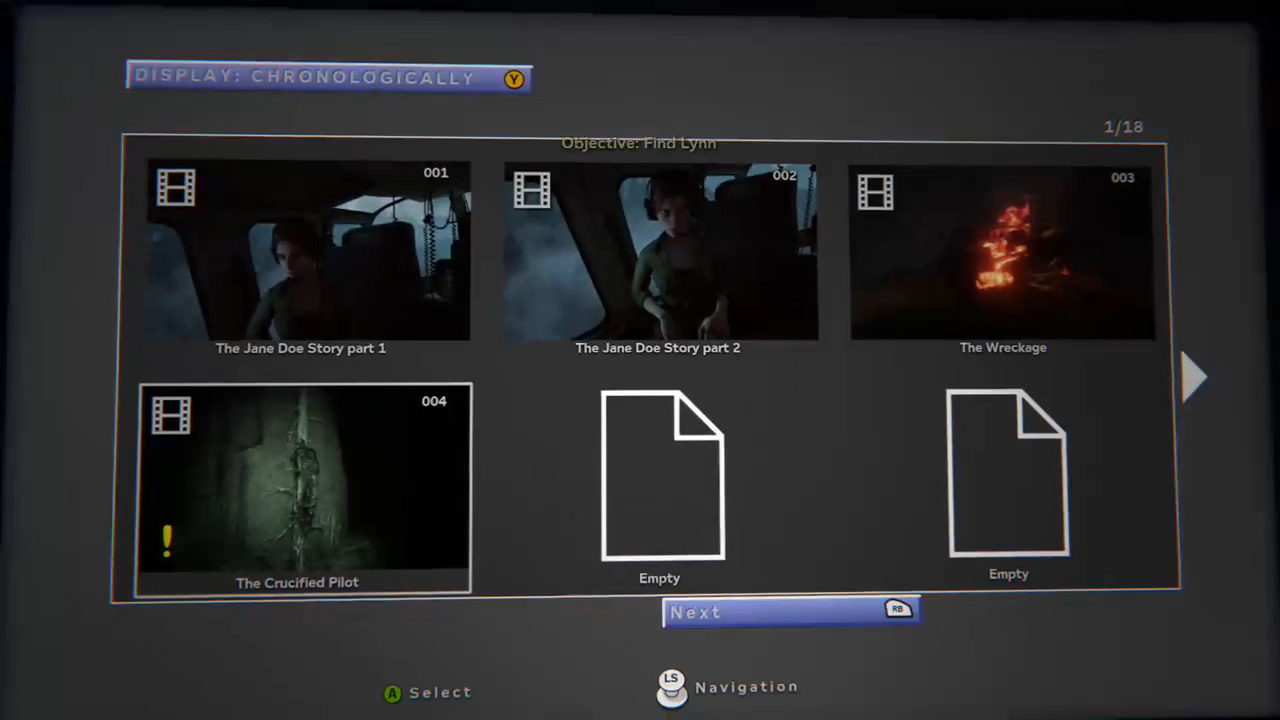 DISPLAY: CHRONOLOGICALLY Y
1/18
Objective: Find Lynn
001
002
003
The Jane Doe Story part 1
The Jane Doe Story part 2
The Wreckage
004
!
The Crucified Pilot
Empty
Empty
Next RB
A Select
LS Navigation